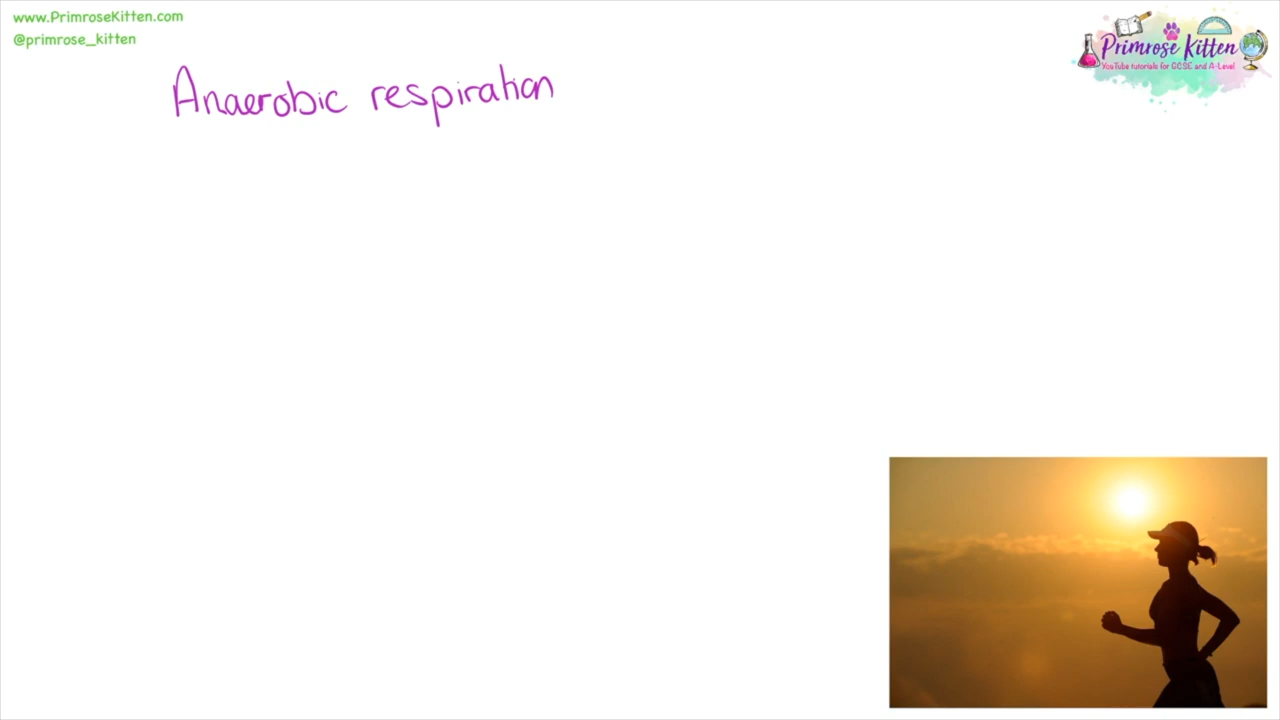 www.PrimroseKitten.com
@primrose_kitten
Primrose Kitten
YouTube tutorials for GCSE and A-Level
Anaerobic respiration